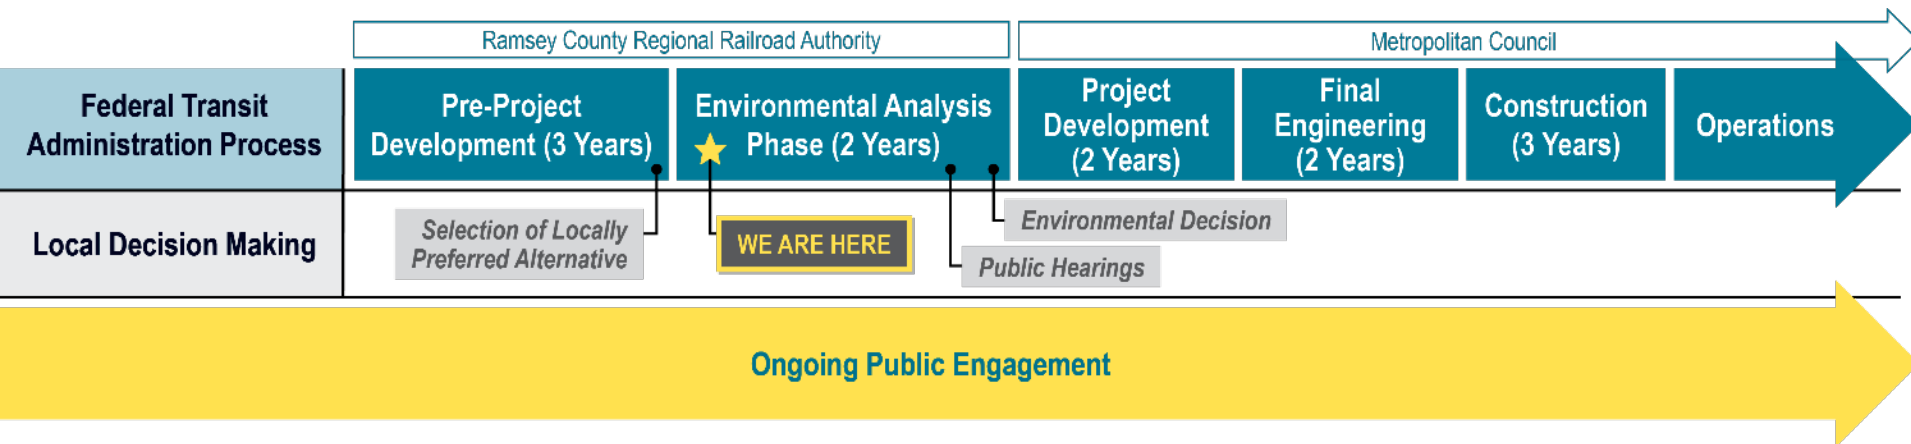 Ramsey County Regional Railroad Authority
Metropolitan Council
Federal Transit
Administration Process
Pre-Project
Development (3 Years)
Environmental Analysis
Phase (2 Years)
Project
Development
(2 Years)
Final
Engineering
(2 Years)
Construction
(3 Years)
Operations
Local Decision Making
Selection of Locally
Preferred Alternative
WE ARE HERE
Environmental Decision
Public Hearings
Ongoing Public Engagement